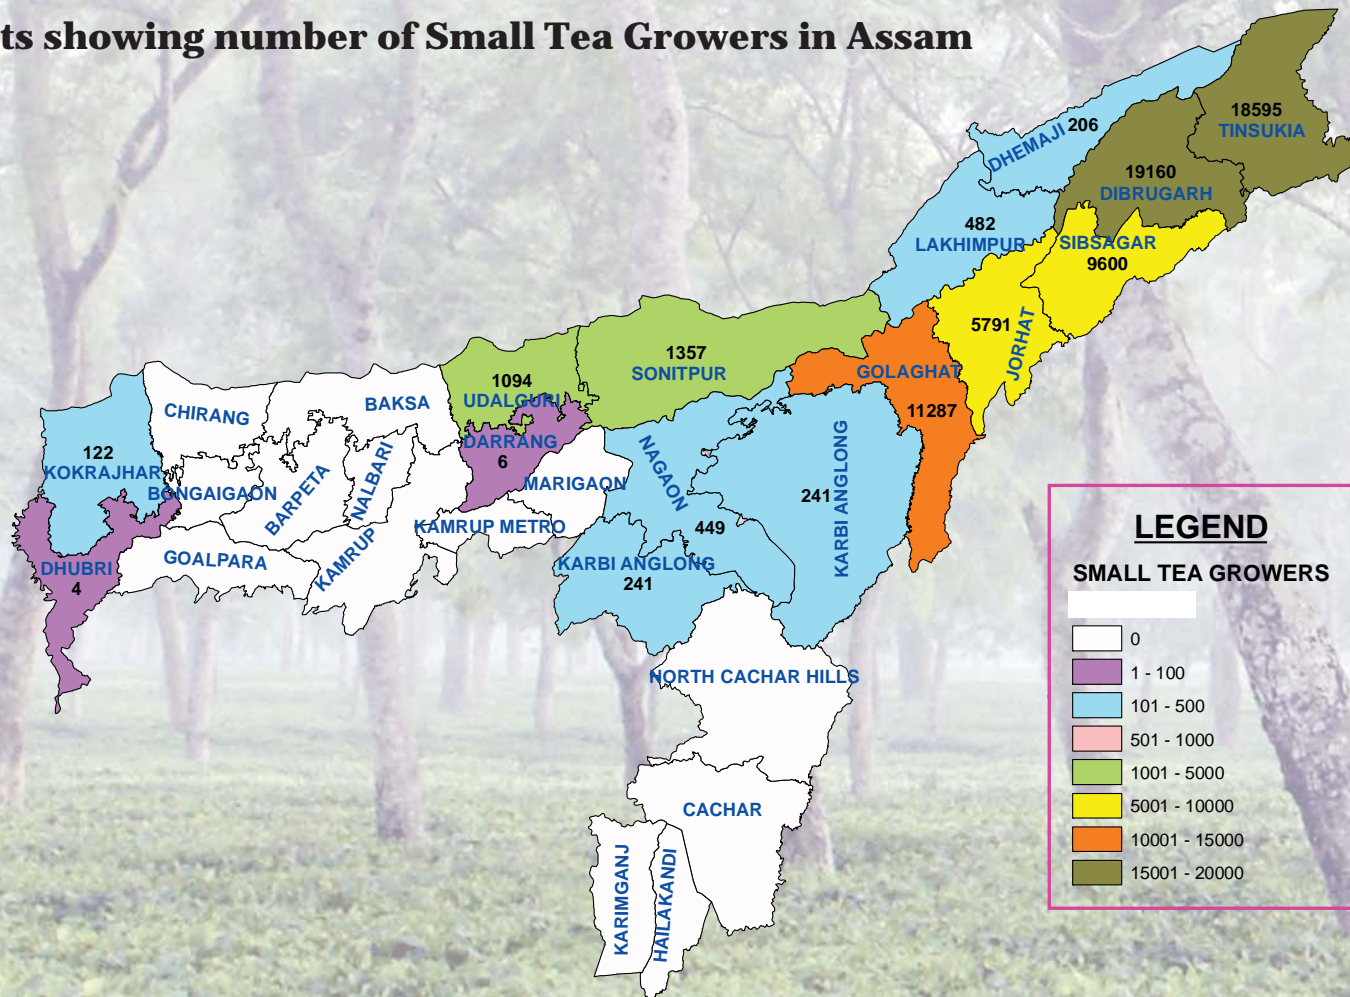 ts showing number of Small Tea Growers in Assam
18595
TINSUKIA
206
DHEMAJI
19160
DIBRUGARH
482
LAKHIMPUR
SIBSAGAR
9600
5791
JORHAT
1357
SONITPUR
GOLAGHAT
11287
1094
UDALGURI
CHIRANG
BAKSA
122
KOKRAJHAR
BONGAIGAON
BARPETA
NALBARI
DARRANG
6
MARIGAON
NAGAON
449
241
KARBI ANGLONG
KAMRUP METRO
KAMRUP
GOALPARA
DHUBRI
4
KARBI ANGLONG
241
NORTH CACHAR HILLS
CACHAR
KARIMGANJ
HAILAKANDI
LEGEND
SMALL TEA GROWERS
0
1 - 100
101 - 500
501 - 1000
1001 - 5000
5001 - 10000
10001 - 15000
15001 - 20000